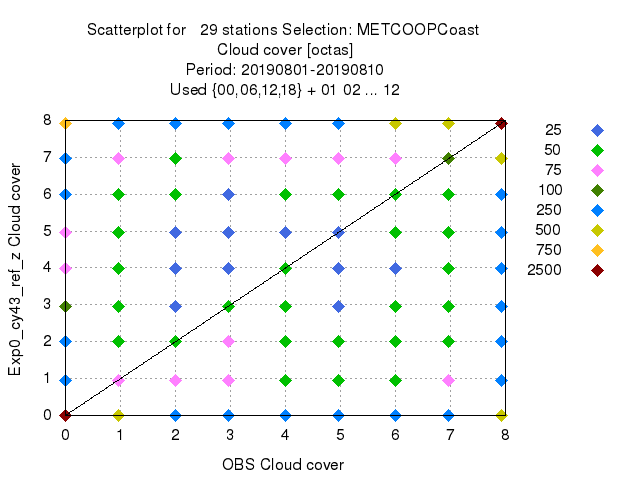 Scatterplot for 29 stations Selection: METCOOPCoast
Cloud cover [octas]
Period: 20190801-20190810
Used {00,06,12,18} + 01 02 ... 12
8
7
6
5
4
3
2
1
0
Exp0_cy43_ref_z Cloud cover
0 1 2 3 4 5 6 7 8
OBS Cloud cover
25
50
75
100
250
500
750
2500